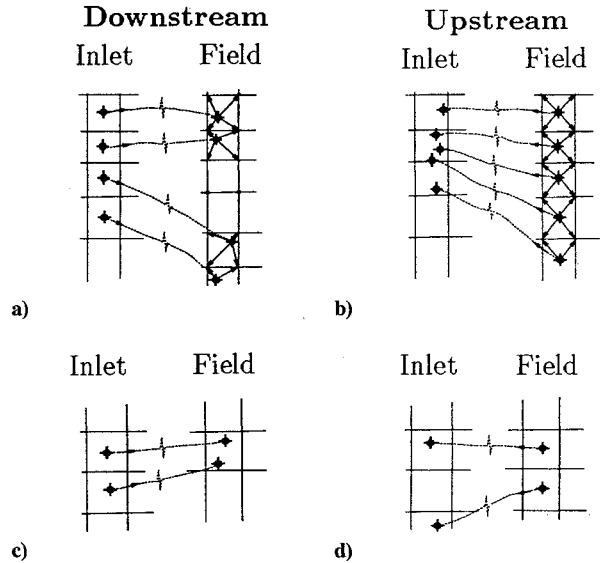 Downstream Upstream
Inlet Field Inlet Field
a) b)
Inlet Field Inlet Field
c) d)